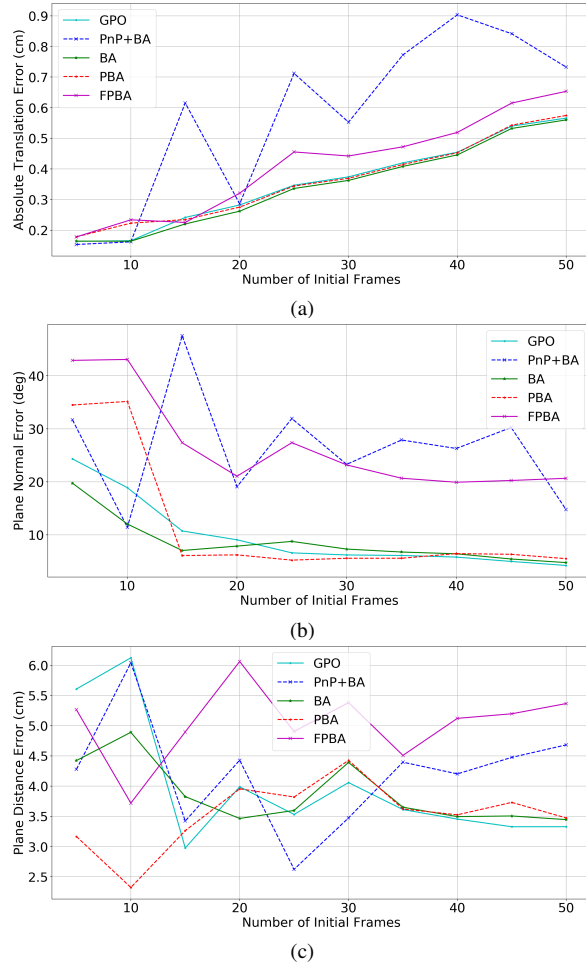 0.9
0.8
0.7
0.6
0.5
0.4
0.3
0.2
Absolute Translation Error (cm)
GPO
PnP+BA
BA
PBA
FPBA
10 20 30 40 50
Number of Initial Frames
(a)
40
30
20
10
Plane Normal Error (deg)
GPO
PnP+BA
BA
PBA
FPBA
10 20 30 40 50
Number of Initial Frames
(b)
6.0
5.5
5.0
4.5
4.0
3.5
3.0
2.5
Plane Distance Error (cm)
GPO
PnP+BA
BA
PBA
FPBA
10 20 30 40 50
Number of Initial Frames
(c)